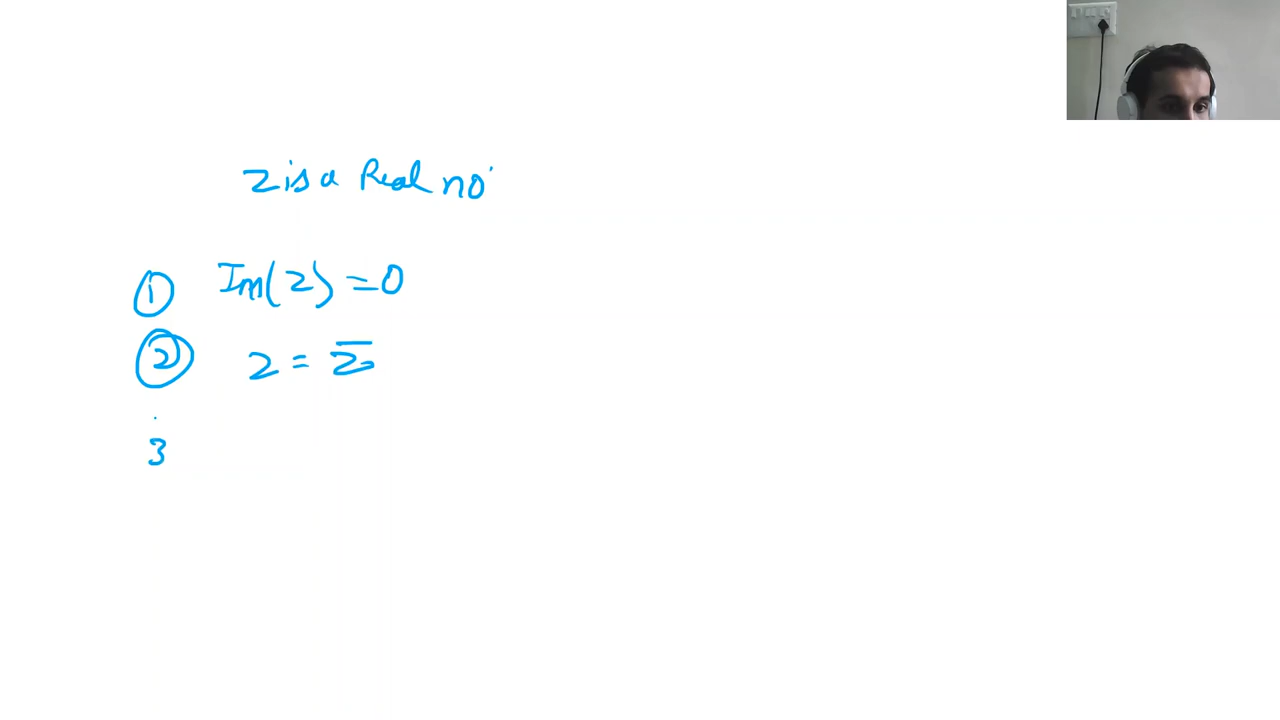 z is a Real no.
① Im(z) = 0
② z = z̅
3